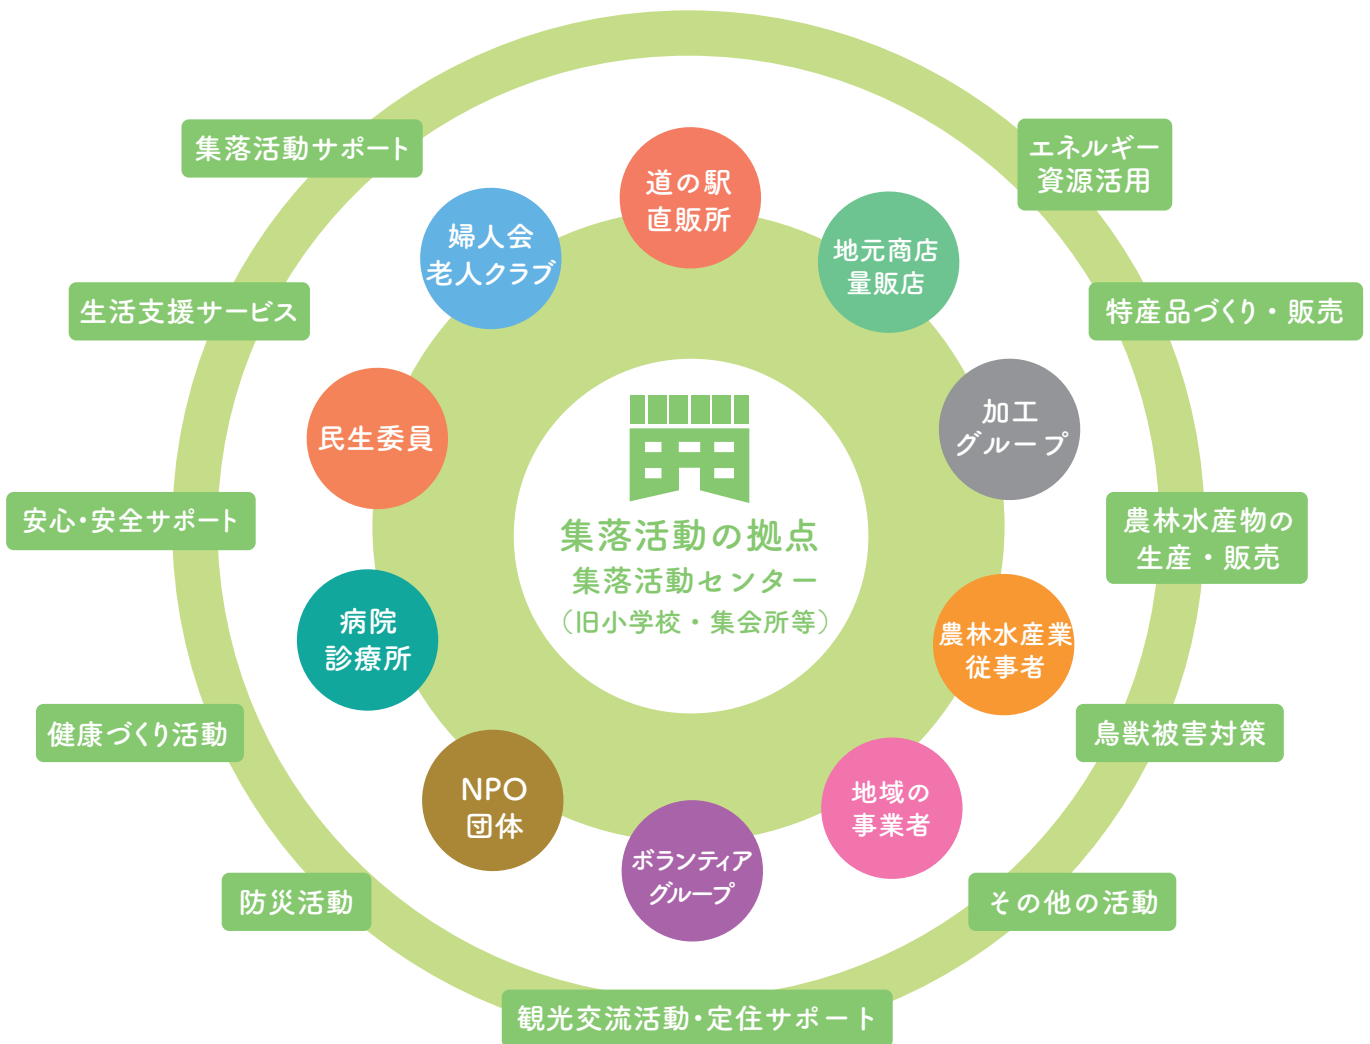 集落活動サポート
エネルギー
資源活用
道の駅
直販所
婦人会
老人クラブ
地元商店
量販店
生活支援サービス
特産品づくり・販売
民生委員
加工
グループ
集落活動の拠点
集落活動センター
（旧小学校・集会所等）
安心・安全サポート
農林水産物の
生産・販売
病院
診療所
農林水産業
従事者
健康づくり活動
鳥獣被害対策
NPO
団体
地域の
事業者
ボランティア
グループ
防災活動
その他の活動
観光交流活動・定住サポート